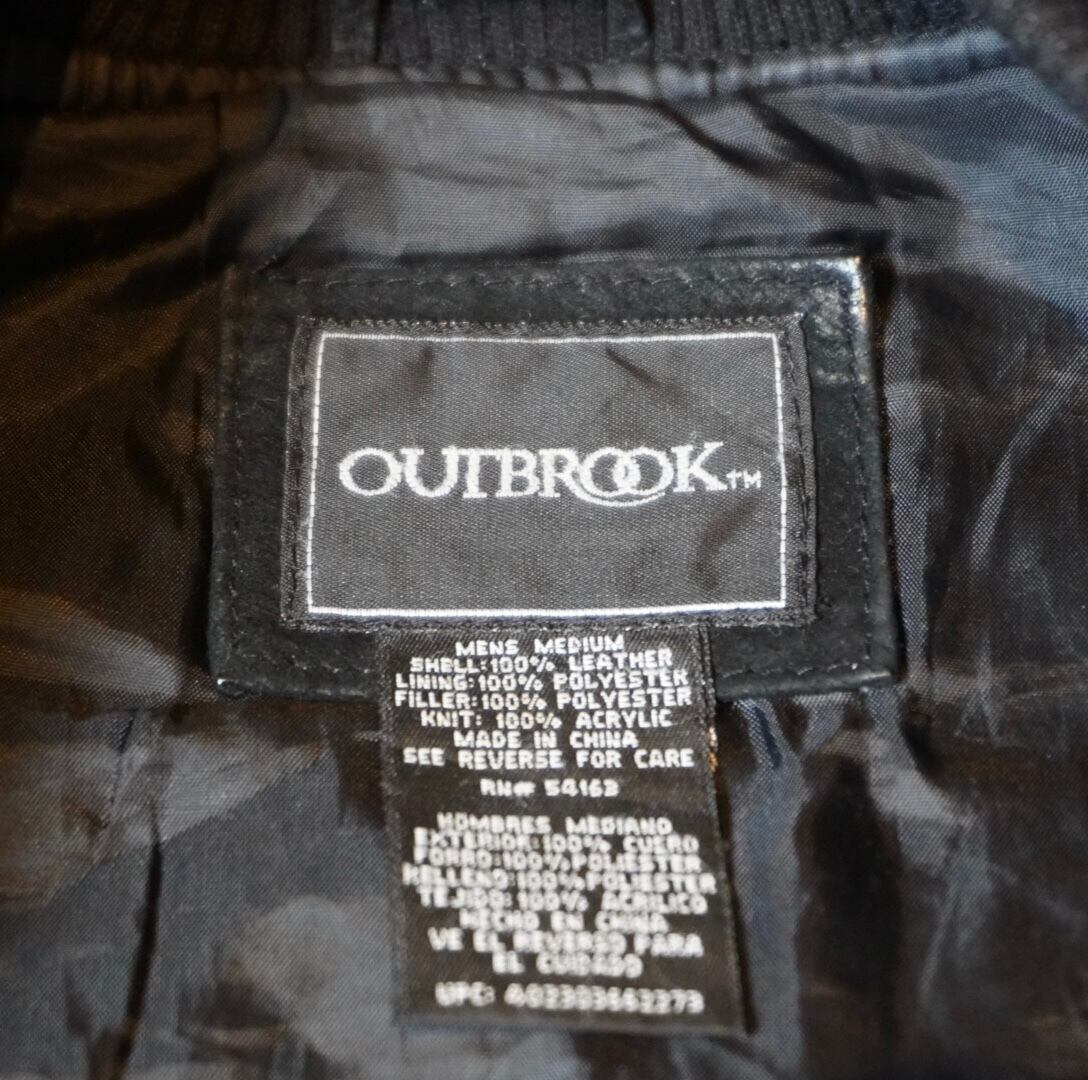 OUTBROOK™
MENS MEDIUM
SHELL:100% LEATHER
LINING:100% POLYESTER
FILLER:100% POLYESTER
KNIT: 100% ACRYLIC
MADE IN CHINA
SEE REVERSE FOR CARE
RN# 54163
HOMBRES MEDIANO
EXTERIOR:100% CUERO
FORRO:100% POLIESTER
RELLENO:100% POLIESTER
TEJIDO:100% ACRILICO
HECHO EN CHINA
VE EL REVERSO PARA
EL CUIDADO
UPC: